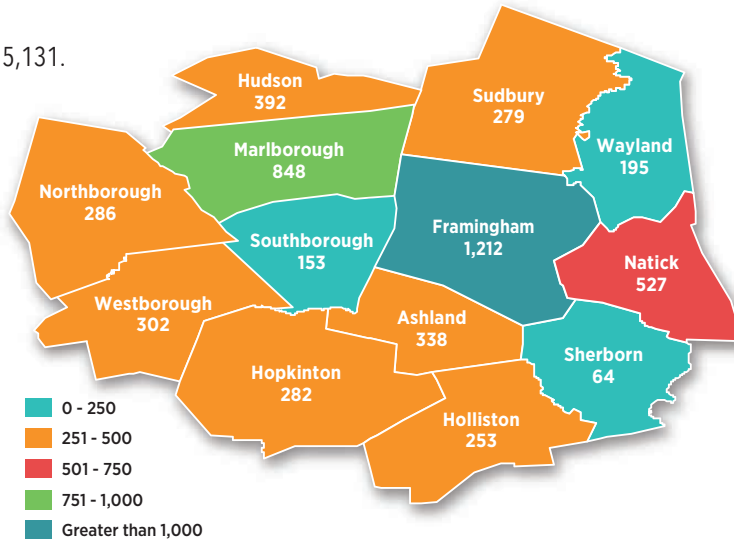 5,131.
Hudson
392
Sudbury
279
Wayland
195
Marlborough
848
Northborough
286
Southborough
153
Framingham
1,212
Natick
527
Westborough
302
Ashland
338
Sherborn
64
Hopkinton
282
Holliston
253
0 - 250
251 - 500
501 - 750
751 - 1,000
Greater than 1,000